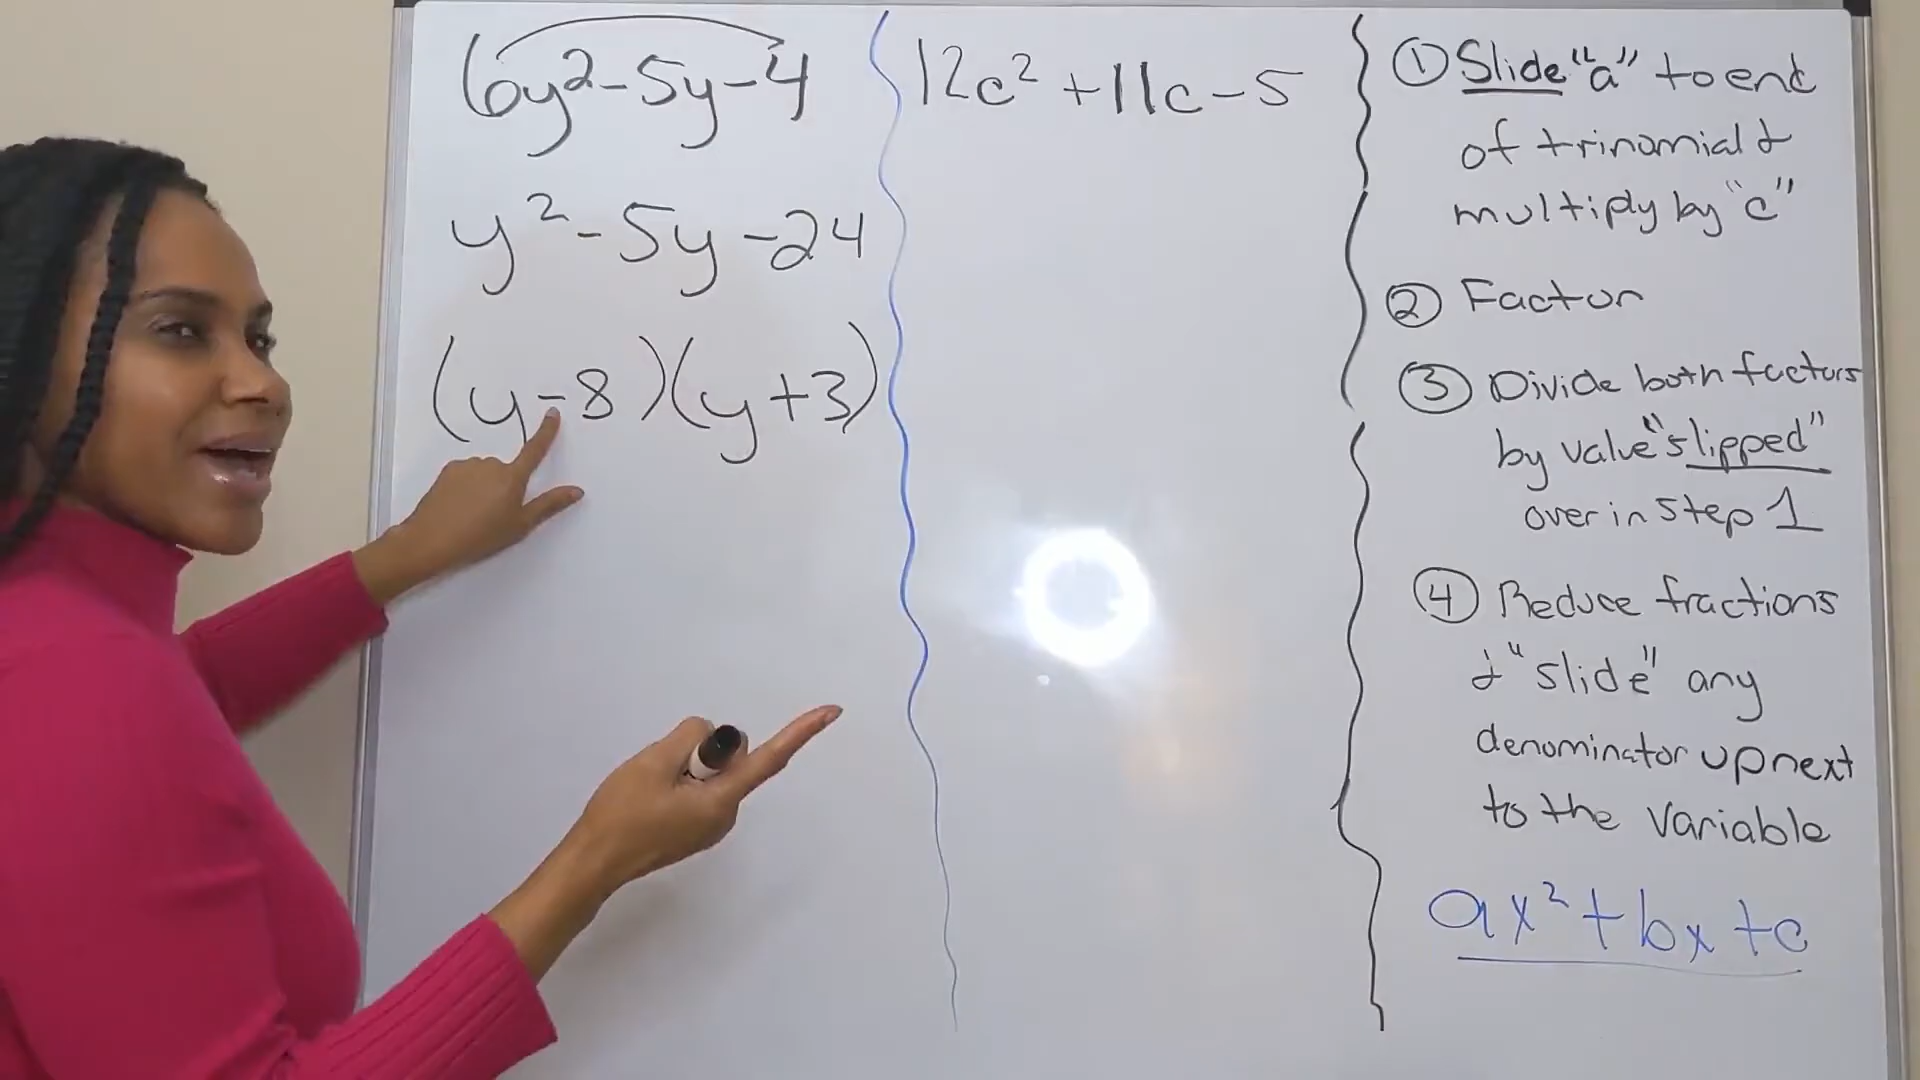 6y²-5y-4
y²-5y-24
(y-8)(y+3)
12c²+11c-5
① Slide "a" to end
of trinomial &
multiply by "c"
② Factor
③ Divide both factors
by value "slipped"
over in step 1
④ Reduce fractions
& "slide" any
denominator up next
to the variable
ax²+bx+c